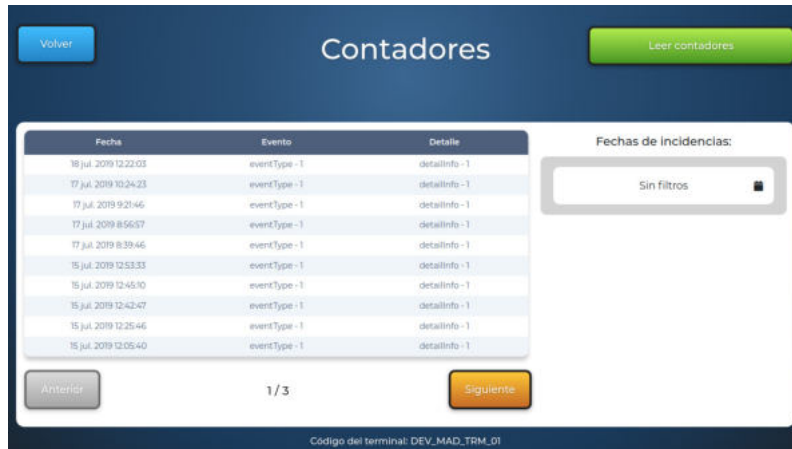 Volver
Contadores
Leer contadores
Fecha Evento Detalle
18 jul. 2019 12:22:03 eventType - 1 detailInfo - 1
17 jul. 2019 10:24:23 eventType - 1 detailInfo - 1
17 jul. 2019 9:21:46 eventType - 1 detailInfo - 1
17 jul. 2019 8:56:57 eventType - 1 detailInfo - 1
17 jul. 2019 8:39:46 eventType - 1 detailInfo - 1
15 jul. 2019 12:53:33 eventType - 1 detailInfo - 1
15 jul. 2019 12:45:10 eventType - 1 detailInfo - 1
15 jul. 2019 12:42:47 eventType - 1 detailInfo - 1
15 jul. 2019 12:25:46 eventType - 1 detailInfo - 1
15 jul. 2019 12:05:40 eventType - 1 detailInfo - 1
Anterior
1 / 3
Siguiente
Fechas de incidencias:
Sin filtros
Código del terminal: DEV_MAD_TRM_01